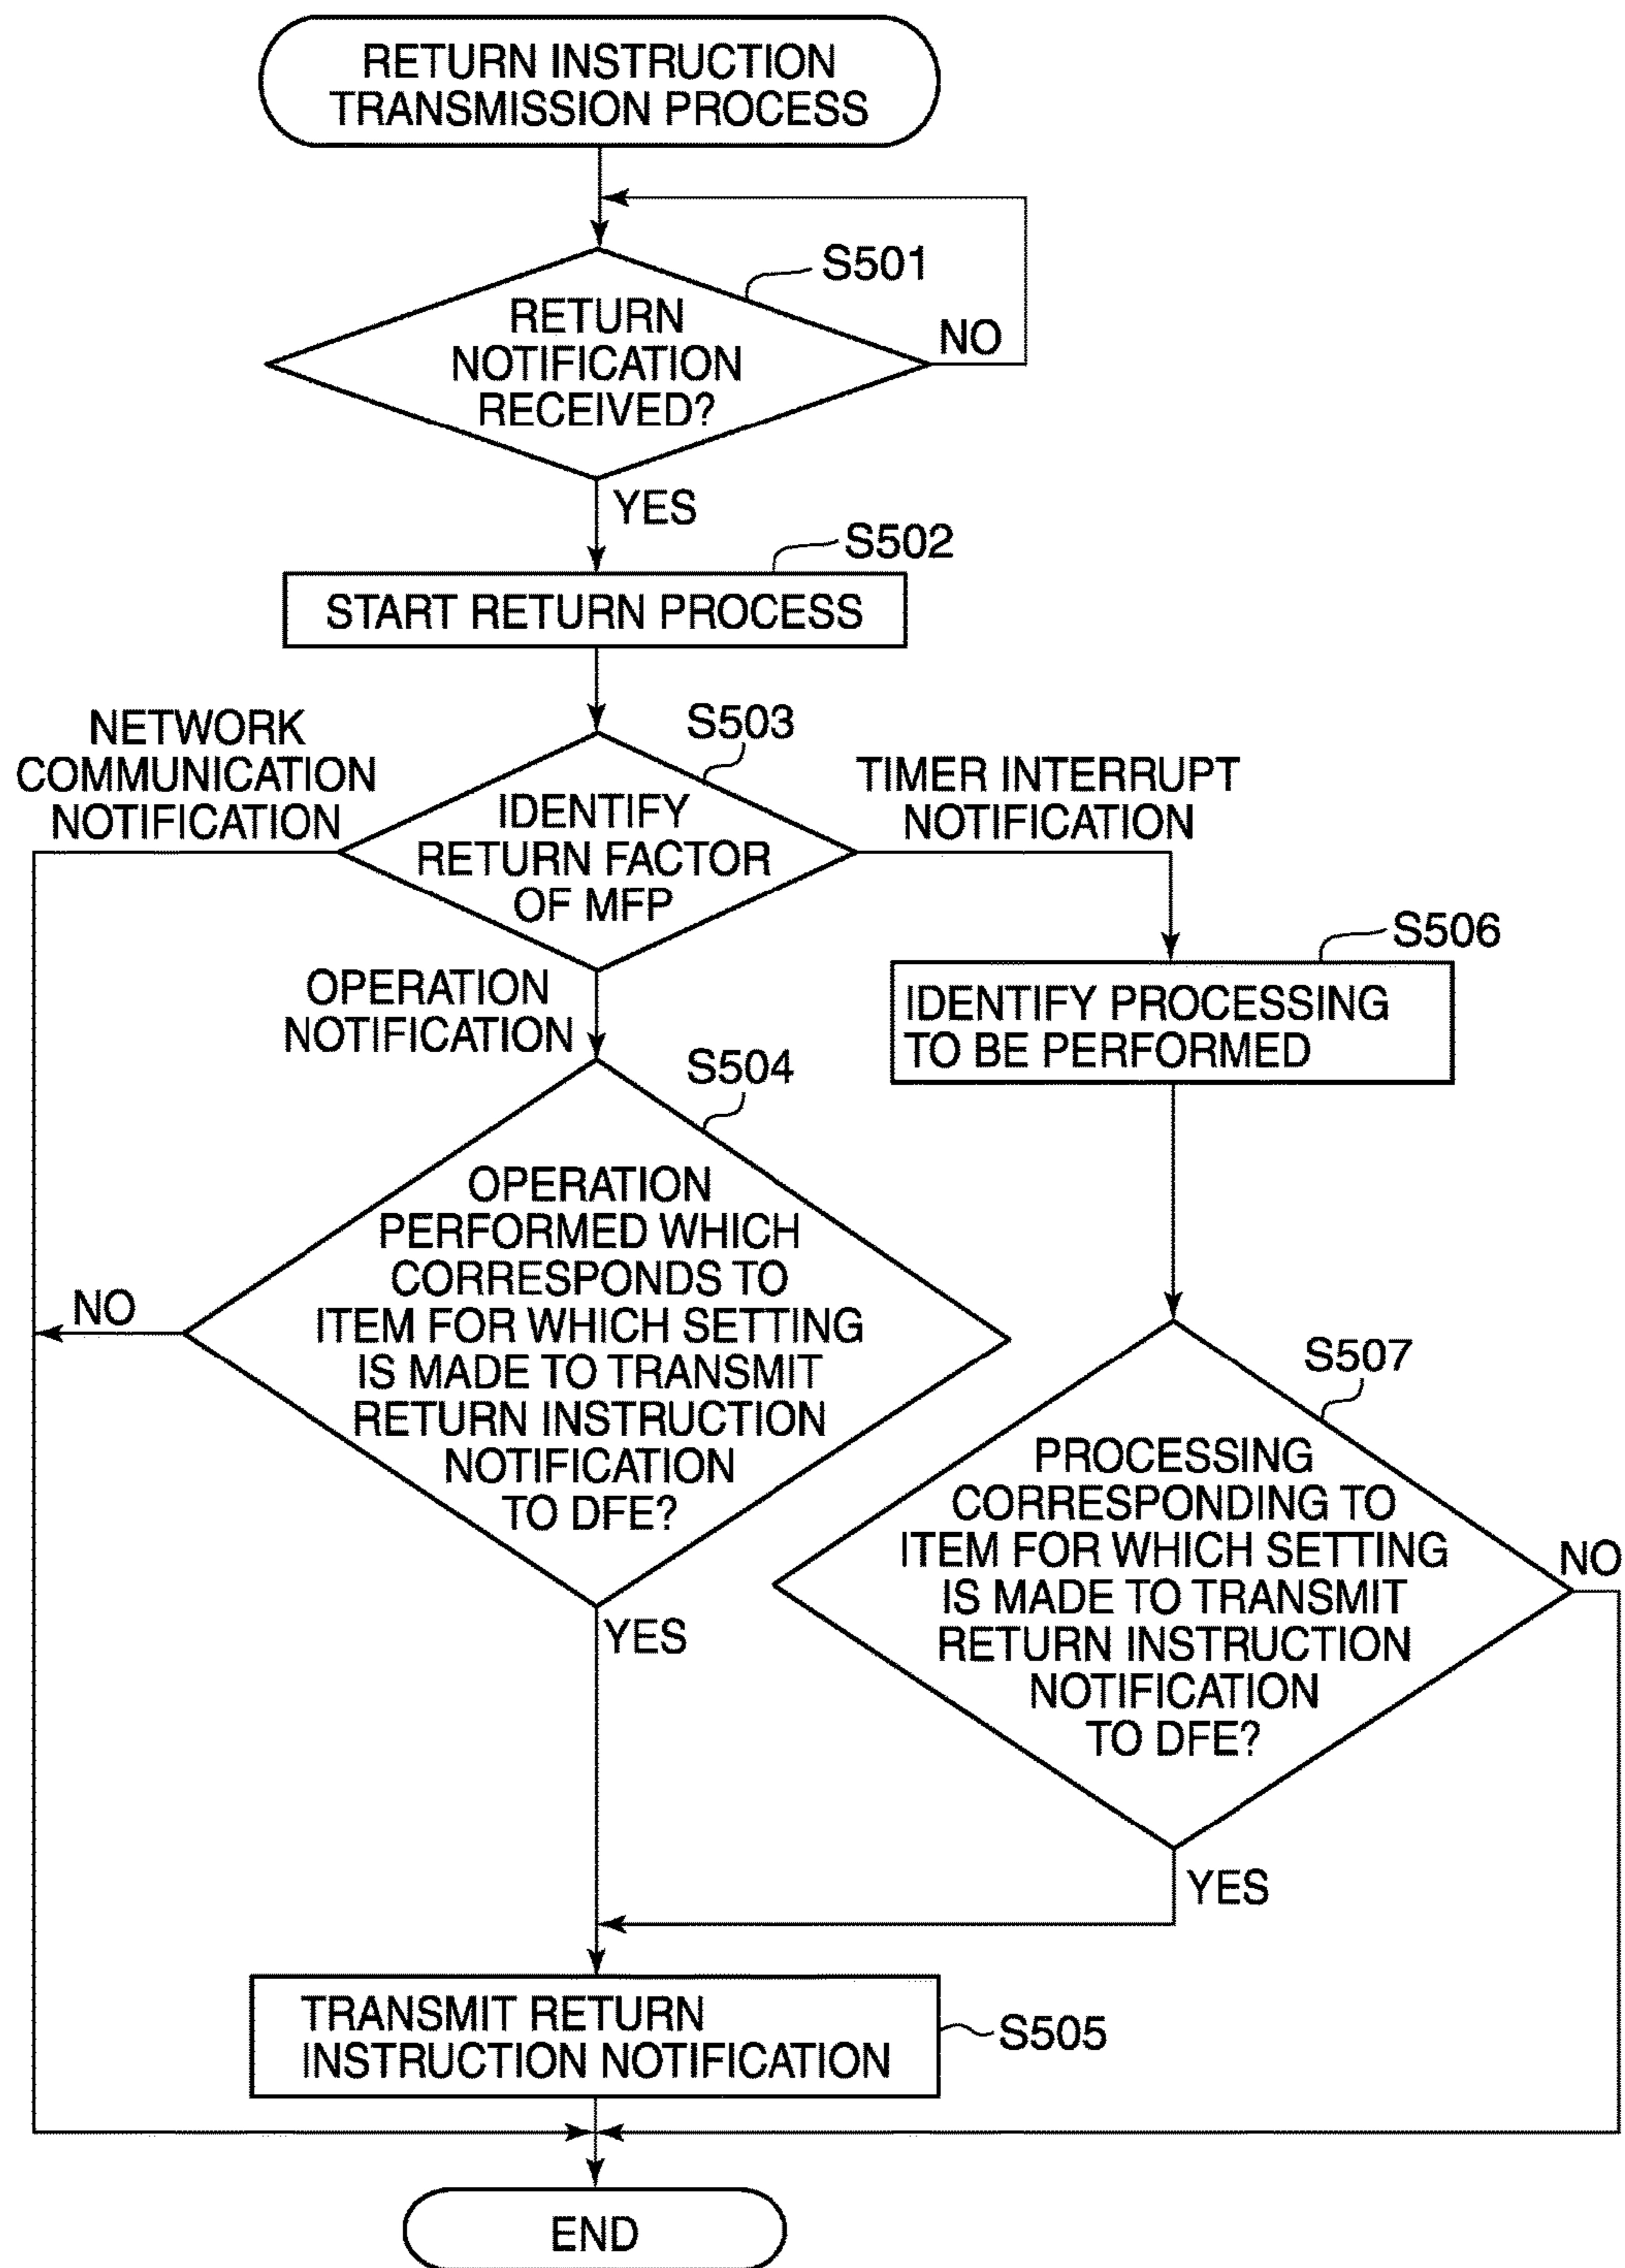 RETURN INSTRUCTION
TRANSMISSION PROCESS
S501
RETURN
NOTIFICATION
RECEIVED?
NO
YES
S502
START RETURN PROCESS
S503
NETWORK
COMMUNICATION
NOTIFICATION
IDENTIFY
RETURN FACTOR
OF MFP
TIMER INTERRUPT
NOTIFICATION
OPERATION
NOTIFICATION
S506
IDENTIFY PROCESSING
TO BE PERFORMED
S504
OPERATION
PERFORMED WHICH
CORRESPONDS TO
ITEM FOR WHICH SETTING
IS MADE TO TRANSMIT
RETURN INSTRUCTION
NOTIFICATION
TO DFE?
NO
YES
S507
PROCESSING
CORRESPONDING TO
ITEM FOR WHICH SETTING
IS MADE TO TRANSMIT
RETURN INSTRUCTION
NOTIFICATION
TO DFE?
NO
YES
TRANSMIT RETURN
INSTRUCTION NOTIFICATION
S505
END